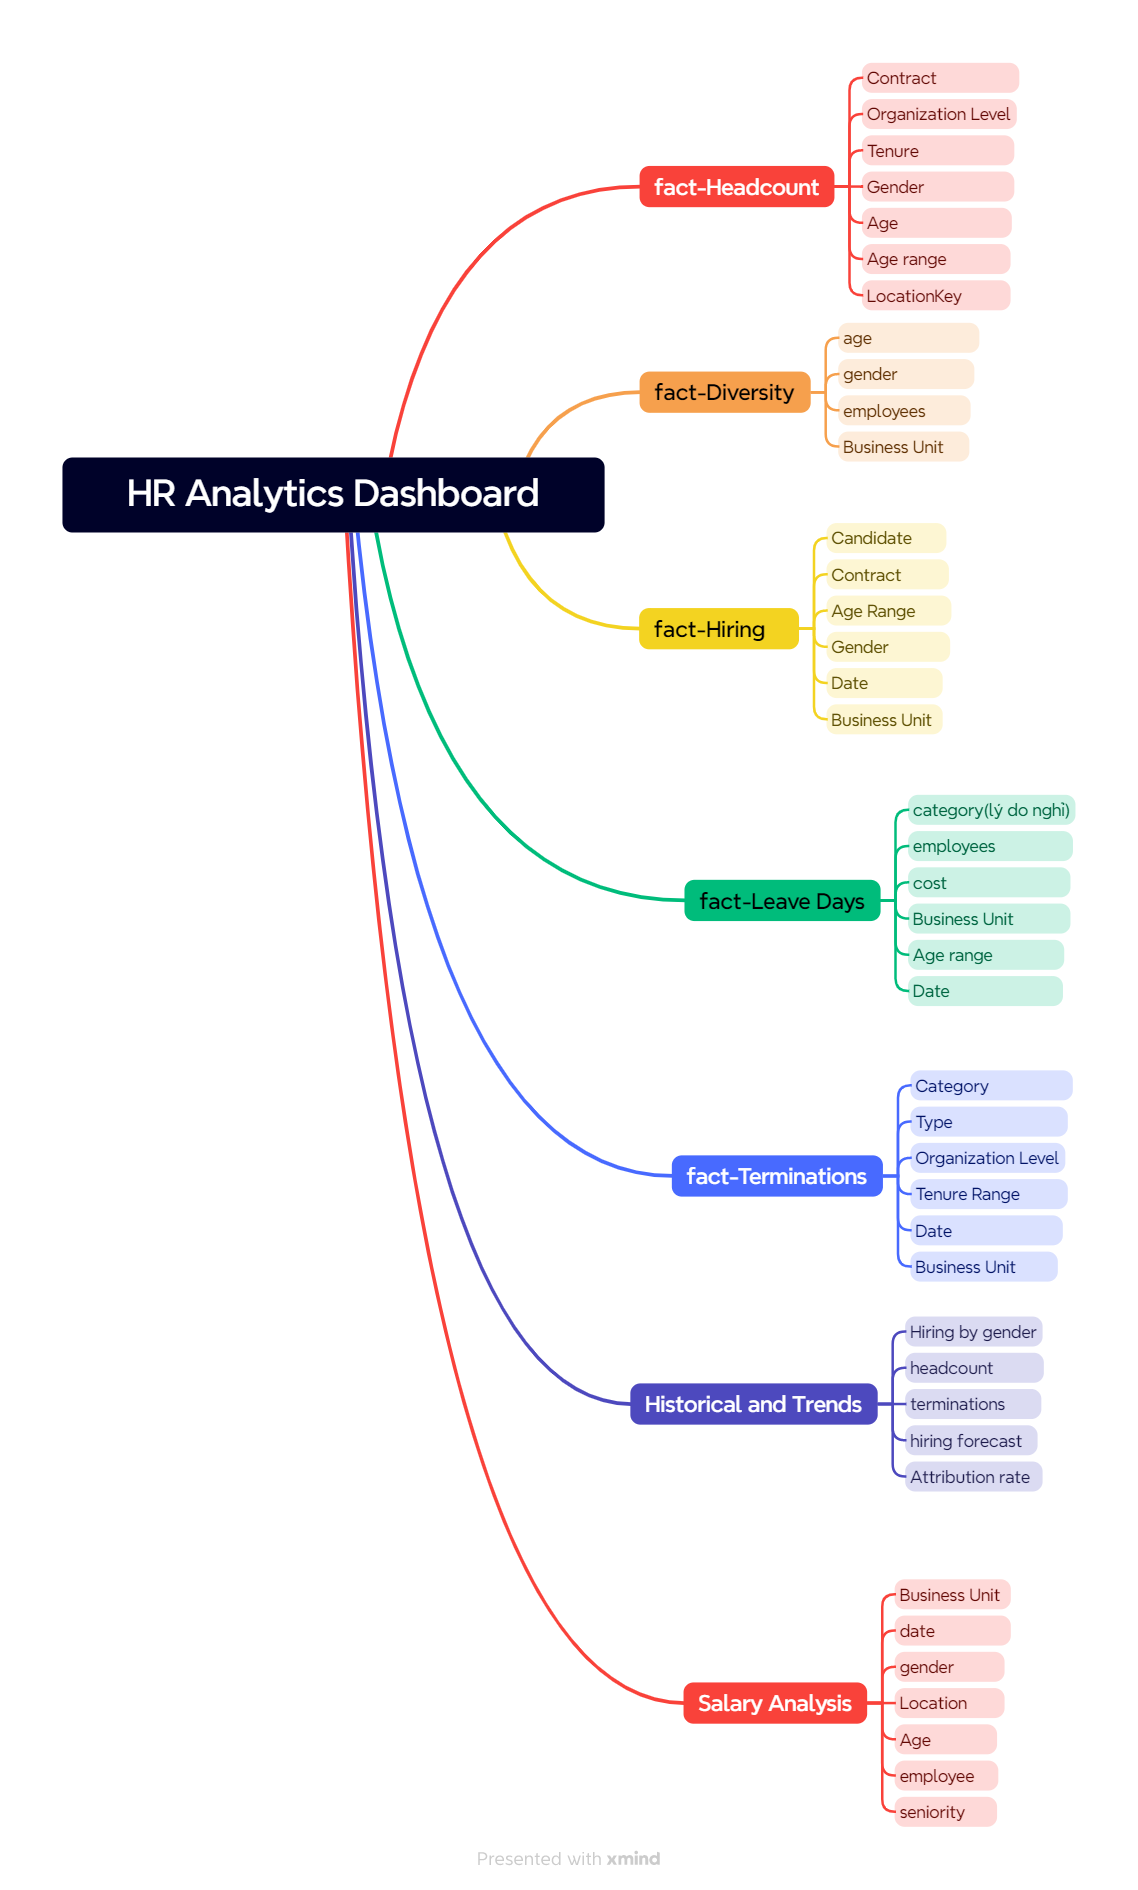 HR Analytics Dashboard
fact-Headcount
Contract
Organization Level
Tenure
Gender
Age
Age range
LocationKey
fact-Diversity
age
gender
employees
Business Unit
fact-Hiring
Candidate
Contract
Age Range
Gender
Date
Business Unit
fact-Leave Days
category(lý do nghỉ)
employees
cost
Business Unit
Age range
Date
fact-Terminations
Category
Type
Organization Level
Tenure Range
Date
Business Unit
Historical and Trends
Hiring by gender
headcount
terminations
hiring forecast
Attribution rate
Salary Analysis
Business Unit
date
gender
Location
Age
employee
seniority
Presented with xmind